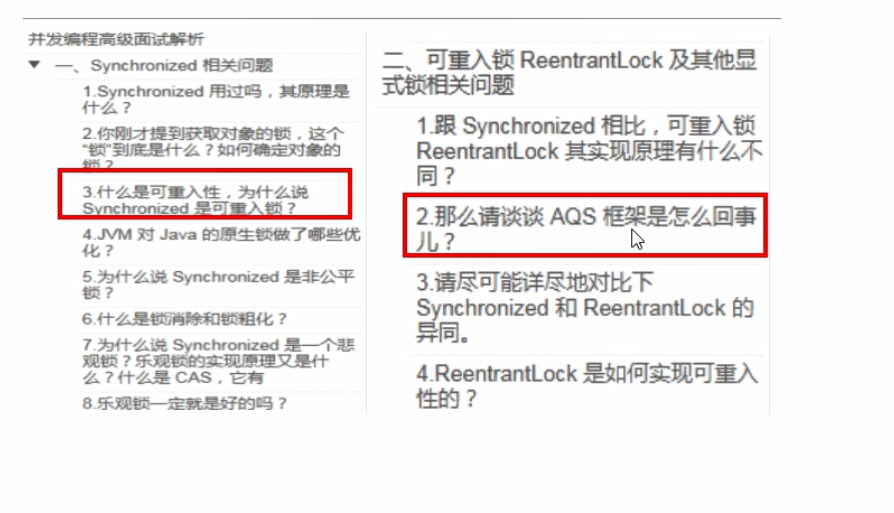 并发编程高级面试解析
一、Synchronized 相关问题
1.Synchronized 用过吗，其原理是
什么？
2.你刚才提到获取对象的锁，这个
“锁”到底是什么？如何确定对象的
锁？
3.什么是可重入性，为什么说
Synchronized 是可重入锁？
4.JVM 对 Java 的原生锁做了哪些优
化？
5.为什么说 Synchronized 是非公平
锁？
6.什么是锁消除和锁粗化？
7.为什么说 Synchronized 是一个悲
观锁？乐观锁的实现原理又是什
么？什么是 CAS，它有
8.乐观锁一定就是好的吗？
二、可重入锁 ReentrantLock 及其他显
式锁相关问题
1.跟 Synchronized 相比，可重入锁
ReentrantLock 其实现原理有什么不
同？
2.那么请谈谈 AQS 框架是怎么回事
儿？
3.请尽可能详尽地对比下
Synchronized 和 ReentrantLock 的
异同。
4.ReentrantLock 是如何实现可重入
性的？